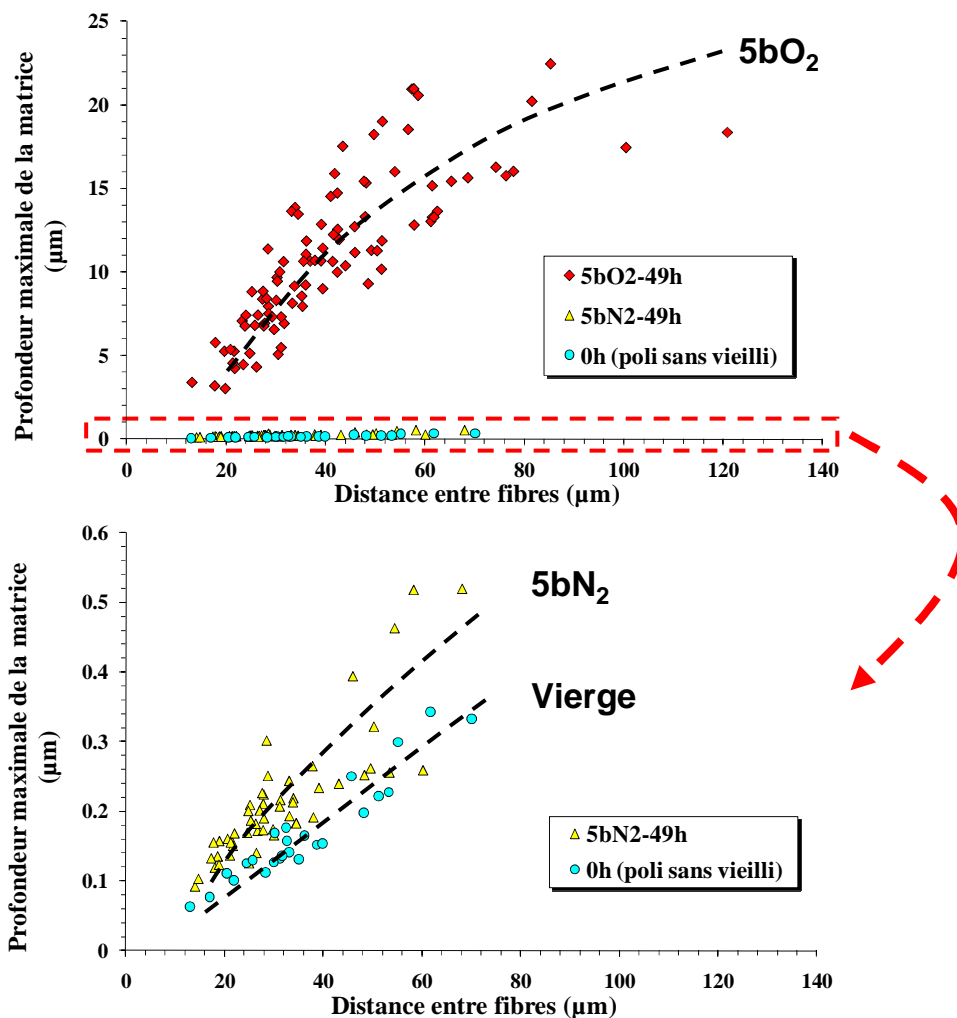 Profondeur maximale de la matrice
(µm)
25
20
15
10
5
0
5bO2
5bO2-49h
5bN2-49h
0h (poli sans vieilli)
0 20 40 60 80 100 120 140
Distance entre fibres (µm)
Profondeur maximale de la matrice
(µm)
0.6
0.5
0.4
0.3
0.2
0.1
0
5bN2
Vierge
5bN2-49h
0h (poli sans vieilli)
0 20 40 60 80 100 120 140
Distance entre fibres (µm)